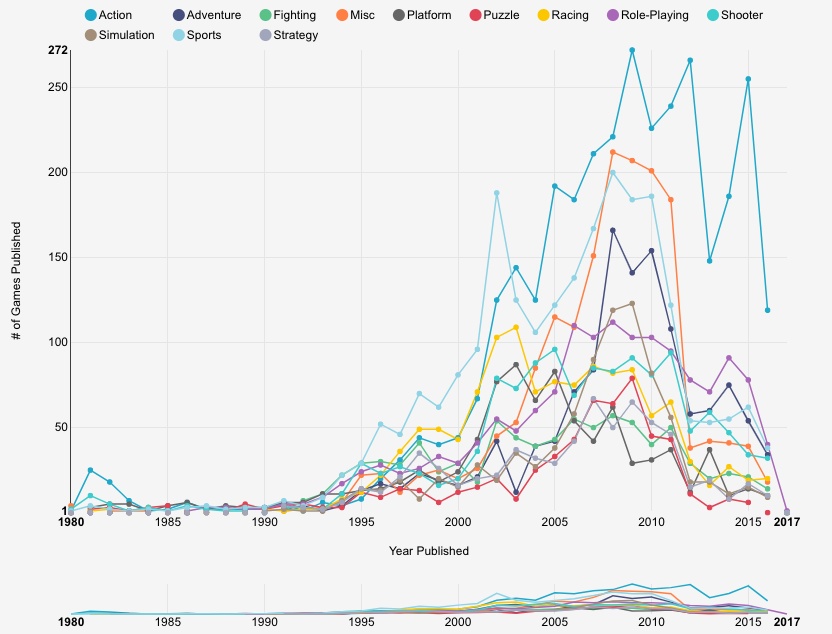 Action Adventure Fighting Misc Platform Puzzle Racing Role-Playing Shooter
Simulation Sports Strategy
272
250
200
150
100
50
1
# of Games Published
1980 1985 1990 1995 2000 2005 2010 2015 2017
Year Published
1980 1985 1990 1995 2000 2005 2010 2015 2017